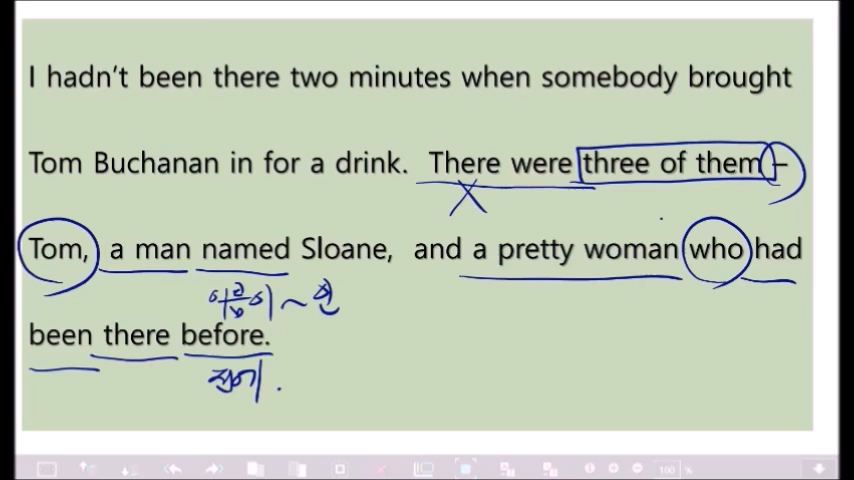 I hadn't been there two minutes when somebody brought
Tom Buchanan in for a drink. There were three of them –
Tom, a man named Sloane, and a pretty woman who had
이름이 ~인
been there before.
전에.
100 %